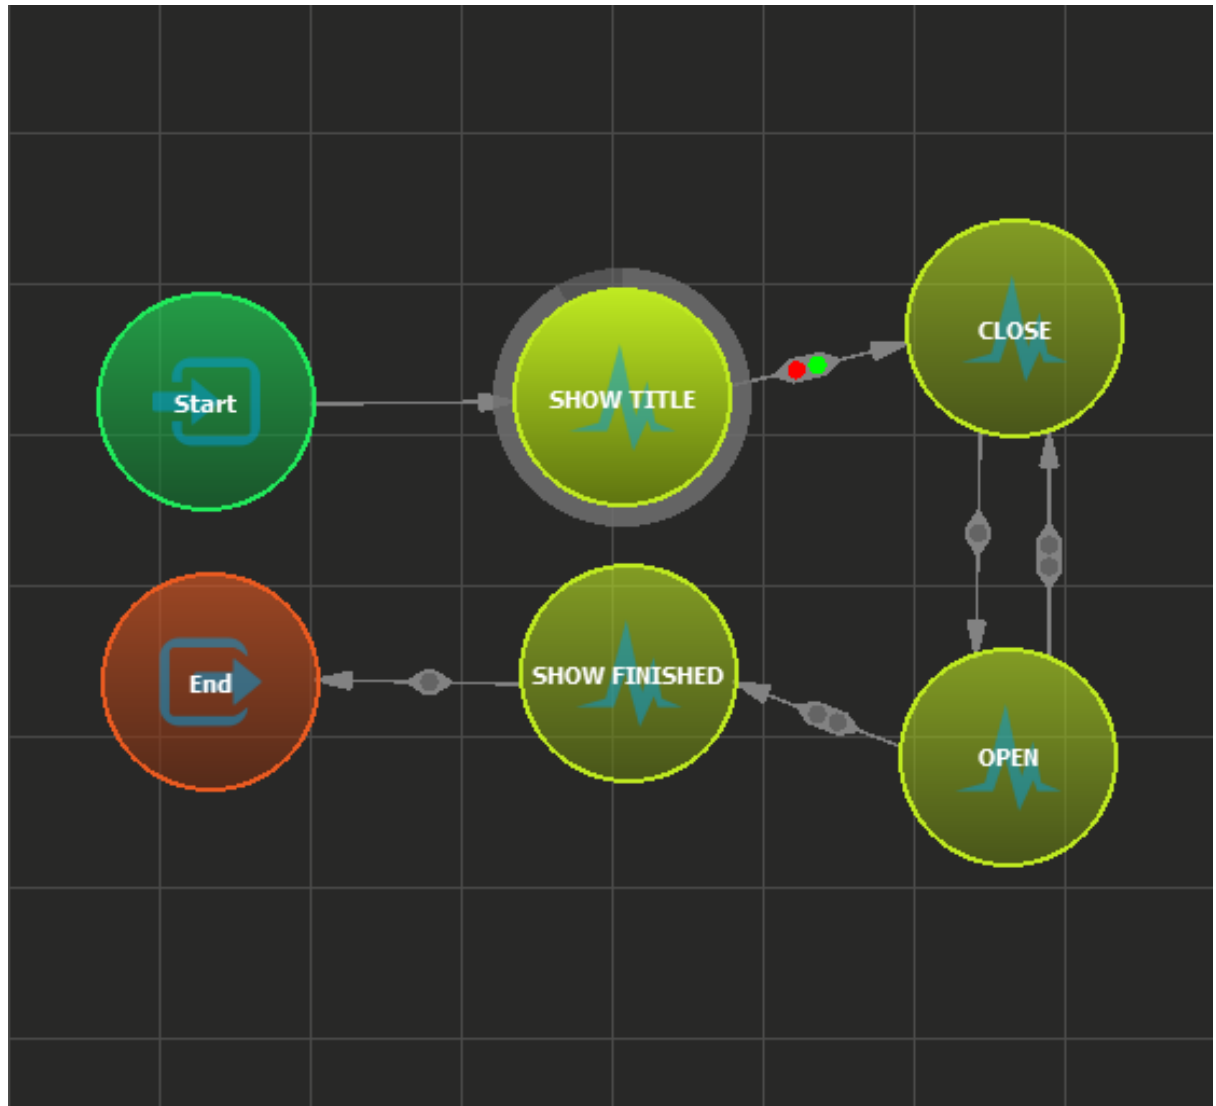 Start
SHOW TITLE
CLOSE
End
SHOW FINISHED
OPEN